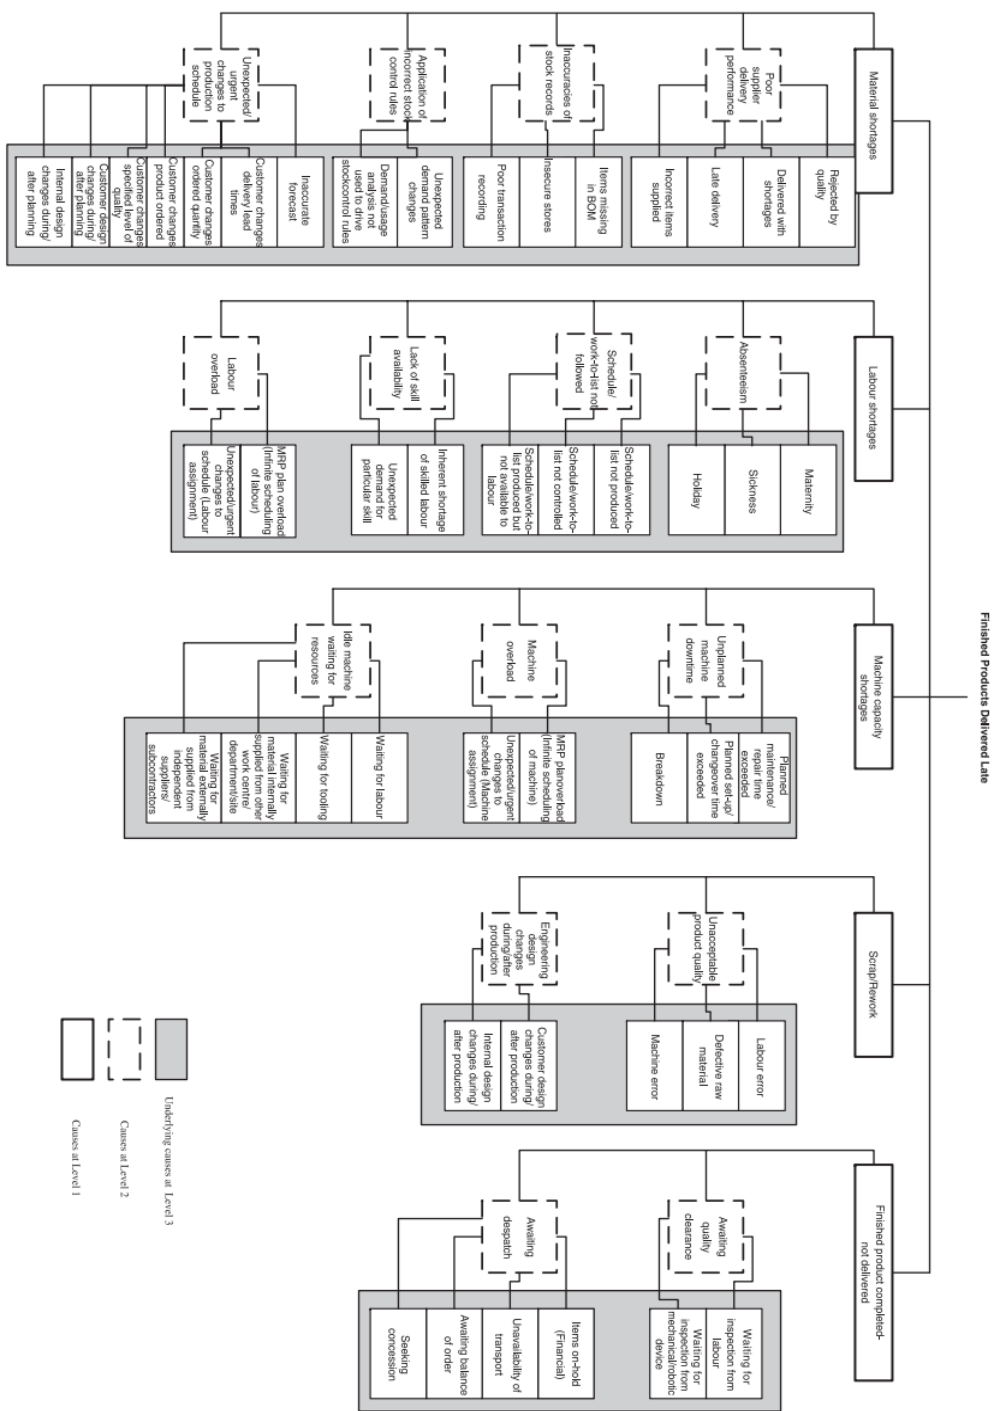 Finished Products Delivered Late
Material shortages
Poor
supplier
delivery
performance
Rejected by
quality
Delivered with
shortages
Late delivery
Incorrect items
supplied
Inaccuracies of
stock records
Items missing
in BOM
Insecure stores
Poor transaction
recording
Application of
incorrect stock
control rules
Unexpected
demand pattern
changes
Demand/usage
analysis not
used to drive
stockcontrol rules
Unexpected/
urgent
changes to
production
schedule
Inaccurate
forecast
Customer changes
delivery lead
times
Customer changes
ordered quantity
Customer changes
product ordered
Customer changes
specified level of
quality
Customer design
changes during/
after planning
Internal design
changes during/
after planning
Labour shortages
Absenteeism
Maternity
Sickness
Holiday
Schedule/
work-to-list not
followed
Schedule/work-to-
list not produced
Schedule/work-to-
list not controlled
Schedule/work-to-
list produced but
not available to
labour
Lack of skill
availability
Inherent shortage
of skilled labour
Unexpected
demand for
particular skill
Labour
overload
MRP plan overload
(Infinite scheduling
of labour)
Unexpected/urgent
changes to
schedule (Labour
assignment)
Machine capacity
shortages
Unplanned
machine
downtime
Planned
maintenance/
repair time
exceeded
Planned set-up/
changeover time
exceeded
Breakdown
Machine
overload
MRP planoverload
(Infinite scheduling
of machine)
Unexpected/urgent
changes to
schedule (Machine
assignment)
Idle machine
waiting for
resources
Waiting for labour
Waiting for tooling
Waiting for
material internally
supplied from other
work centre/
department/site
Waiting for
material externally
supplied from
independent
suppliers/
subcontractors
Scrap/Rework
Unacceptable
product quality
Labour error
Defective raw
material
Machine error
Engineering
design
changes
during/after
production
Customer design
changes during/
after production
Internal design
changes during/
after production
Finished product completed-
not delivered
Awaiting
quality
clearance
Waiting for
inspection from
labour
Waiting for
inspection from
mechanical/robotic
device
Awaiting
despatch
Items on-hold
(Financial)
Unavailability of
transport
Awaiting balance
of order
Seeking
concession
Underlying causes at Level 3
Causes at Level 2
Causes at Level 1